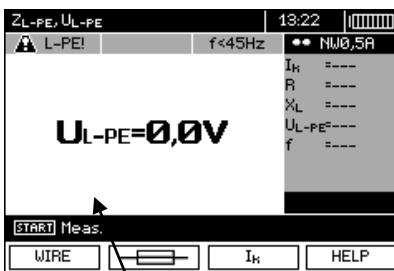 ZL-PE, UL-PE 13:22
L-PE! f<45Hz NW0,5A
IK =---
R =---
XL =---
UL-PE=---
f =---
UL-PE=0,0V
START Meas.
WIRE IK HELP